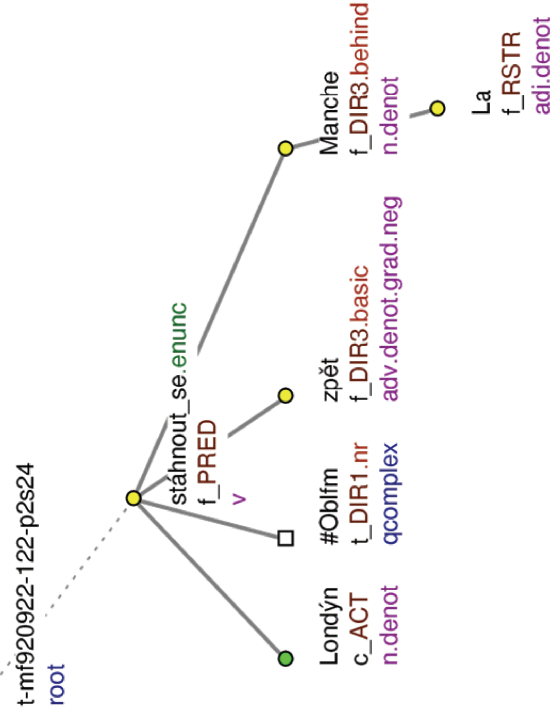 t-mf920922-122-p2s24
root
stáhnout_se.enunc
f_PRED
v
Londýn
c_ACT
n.denot
#Oblfm
t_DIR1.nr
qcomplex
zpět
f_DIR3.basic
adv.denot.grad.neg
Manche
f_DIR3.behind
n.denot
La
f_RSTR
adj.denot